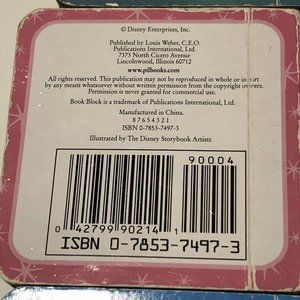 © Disney Enterprises, Inc.
Published by Louis Weber, C.E.O.
Publications International, Ltd.
7373 North Cicero Avenue
Lincolnwood, Illinois 60712
www.pilbooks.com
All rights reserved. This publication may not be reproduced in whole or in part
by any means whatsoever without written permission from the copyright owners.
Permission is never granted for commercial use.
Book Block is a trademark of Publications International, Ltd.
Manufactured in China.
8 7 6 5 4 3 2 1
ISBN 0-7853-7497-3
Illustrated by The Disney Storybook Artists
90004
0 42799 90214 1
ISBN 0-7853-7497-3